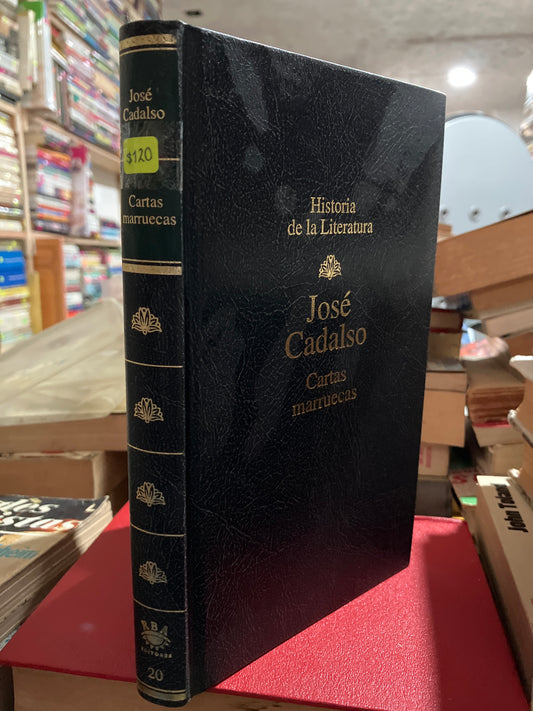 José
Cadalso
$120
Cartas
marruecas
RBA
EDITORES
20
Historia
de la Literatura
José
Cadalso
Cartas
marruecas